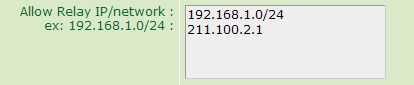 Allow Relay IP/network :
ex: 192.168.1.0/24 :
192.168.1.0/24
211.100.2.1